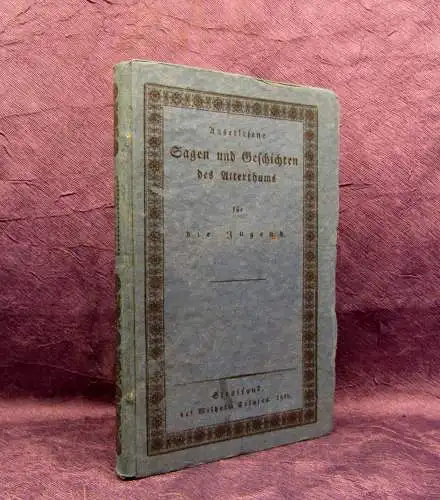 Auserlesene
Sagen und Geschichten
des Alterthums
für
die Jugend.
Stralsund,
bei Wilhelm